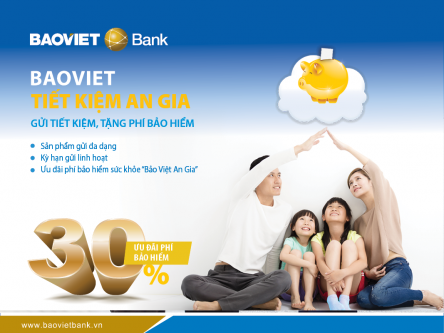 BAOVIET Bank
BAOVIET
TIẾT KIỆM AN GIA
GỬI TIẾT KIỆM, TẶNG PHÍ BẢO HIỂM
Sản phẩm gửi đa dạng
Kỳ hạn gửi linh hoạt
Ưu đãi phí bảo hiểm sức khỏe "Bảo Việt An Gia"
30%
ƯU ĐÃI PHÍ
BẢO HIỂM
www.baovietbank.vn